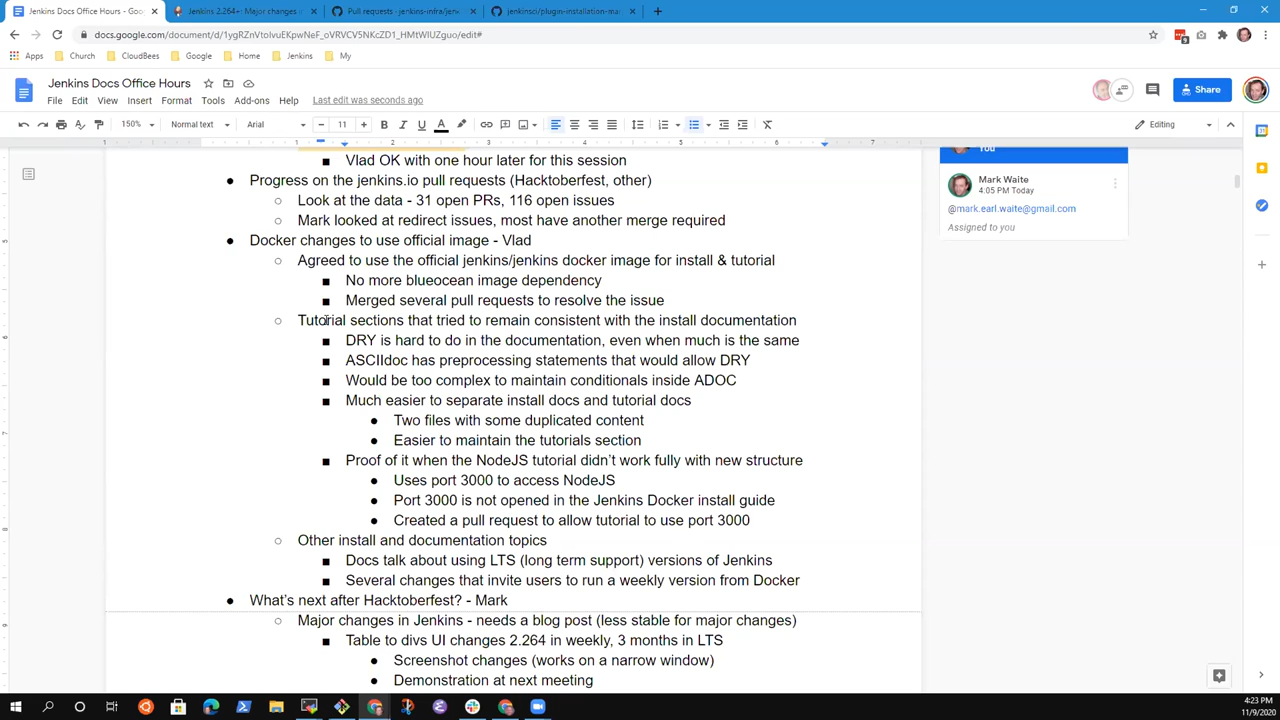 Jenkins Docs Office Hours - Goo
Jenkins 2.264+: Major changes in
Pull requests · jenkins-infra/jen
jenkinsci/plugin-installation-ma
docs.google.com/document/d/1ygRZnVtoIvuEKpwNeF_oVRVCV5NKcZD1_HMtWIUZguo/edit#
Apps
Church
CloudBees
Google
Home
Jenkins
My
Jenkins Docs Office Hours
File Edit View Insert Format Tools Add-ons Help Last edit was seconds ago
Share
150% Normal text Arial 11 Editing
1 1 2 3 4 5 6 7
Vlad OK with one hour later for this session
Progress on the jenkins.io pull requests (Hacktoberfest, other)
Look at the data - 31 open PRs, 116 open issues
Mark looked at redirect issues, most have another merge required
Docker changes to use official image - Vlad
Agreed to use the official jenkins/jenkins docker image for install & tutorial
No more blueocean image dependency
Merged several pull requests to resolve the issue
Tutorial sections that tried to remain consistent with the install documentation
DRY is hard to do in the documentation, even when much is the same
ASCIIdoc has preprocessing statements that would allow DRY
Would be too complex to maintain conditionals inside ADOC
Much easier to separate install docs and tutorial docs
Two files with some duplicated content
Easier to maintain the tutorials section
Proof of it when the NodeJS tutorial didn't work fully with new structure
Uses port 3000 to access NodeJS
Port 3000 is not opened in the Jenkins Docker install guide
Created a pull request to allow tutorial to use port 3000
Other install and documentation topics
Docs talk about using LTS (long term support) versions of Jenkins
Several changes that invite users to run a weekly version from Docker
What's next after Hacktoberfest? - Mark
Major changes in Jenkins - needs a blog post (less stable for major changes)
Table to divs UI changes 2.264 in weekly, 3 months in LTS
Screenshot changes (works on a narrow window)
Demonstration at next meeting
You
Mark Waite
4:05 PM Today
@mark.earl.waite@gmail.com
Assigned to you
4:23 PM
11/9/2020